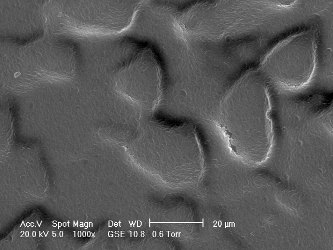 Acc.V Spot Magn Det WD 20 µm
20.0 kV 5.0 1000x GSE 10.8 0.6 Torr